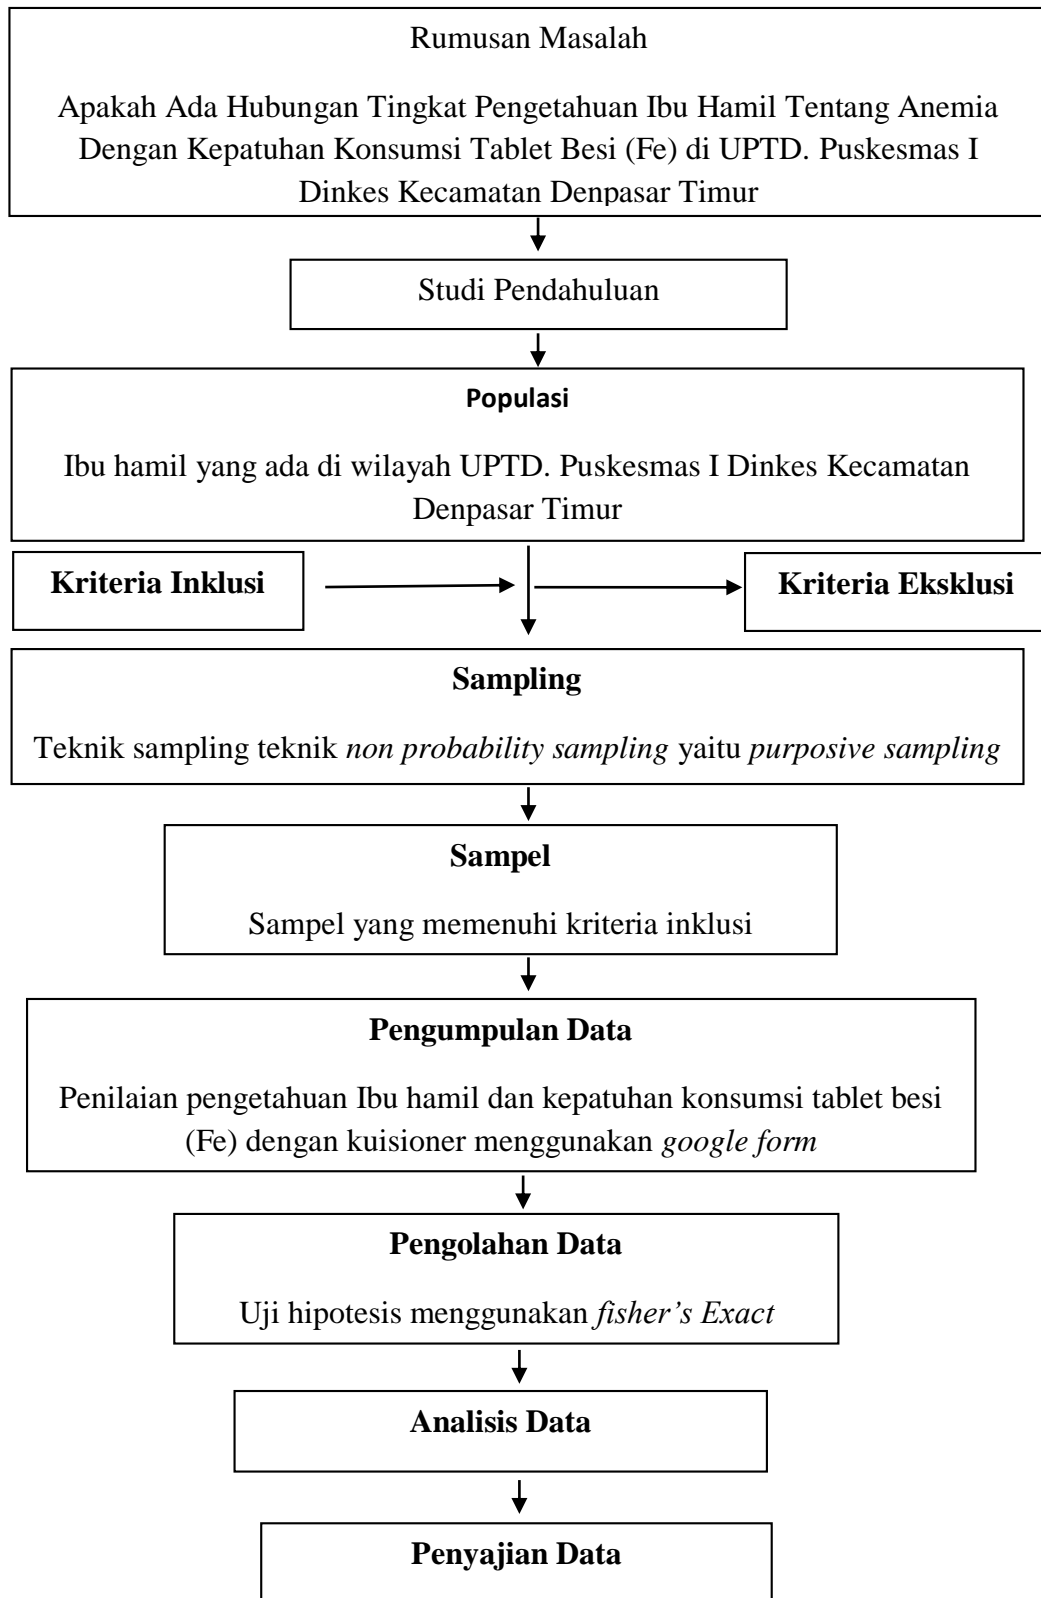 Rumusan Masalah
Apakah Ada Hubungan Tingkat Pengetahuan Ibu Hamil Tentang Anemia
Dengan Kepatuhan Konsumsi Tablet Besi (Fe) di UPTD. Puskesmas I
Dinkes Kecamatan Denpasar Timur
Studi Pendahuluan
Populasi
Ibu hamil yang ada di wilayah UPTD. Puskesmas I Dinkes Kecamatan
Denpasar Timur
Kriteria Inklusi
Kriteria Eksklusi
Sampling
Teknik sampling teknik non probability sampling yaitu purposive sampling
Sampel
Sampel yang memenuhi kriteria inklusi
Pengumpulan Data
Penilaian pengetahuan Ibu hamil dan kepatuhan konsumsi tablet besi
(Fe) dengan kuisioner menggunakan google form
Pengolahan Data
Uji hipotesis menggunakan fisher’s Exact
Analisis Data
Penyajian Data